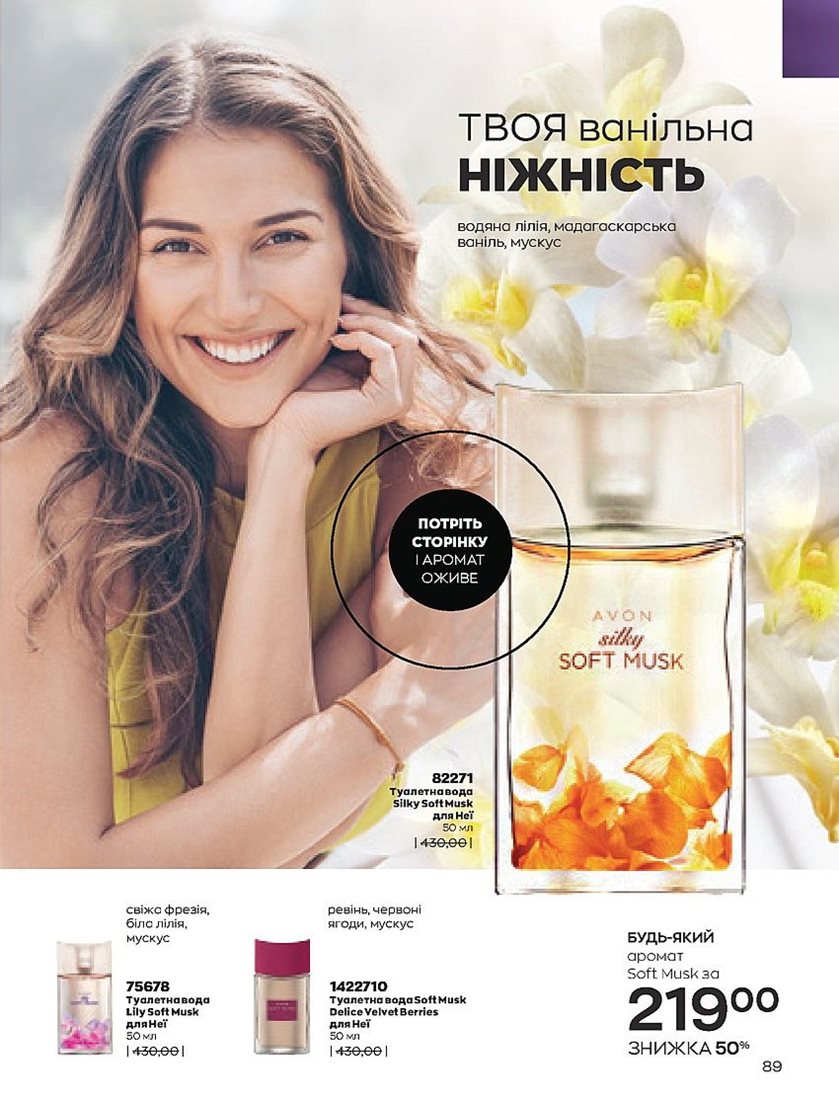 ТВОЯ ванільна
НІЖНІСТЬ
водяна лілія, мадагаскарська
ваніль, мускус
ПОТРІТЬ
СТОРІНКУ
І АРОМАТ
ОЖИВЕ
AVON
silky
SOFT MUSK
82271
Туалетна вода
Silky Soft Musk
для Неї
50 мл
| 430,00 |
свіжа фрезія,
біла лілія,
мускус
75678
Туалетна вода
Lily Soft Musk
для Неї
50 мл
| 430,00 |
ревінь, червоні
ягоди, мускус
AVON
SOFT MUSK
1422710
Туалетна вода Soft Musk
Delice Velvet Berries
для Неї
50 мл
| 430,00 |
БУДЬ-ЯКИЙ
аромат
Soft Musk за
21900
ЗНИЖКА 50%
89